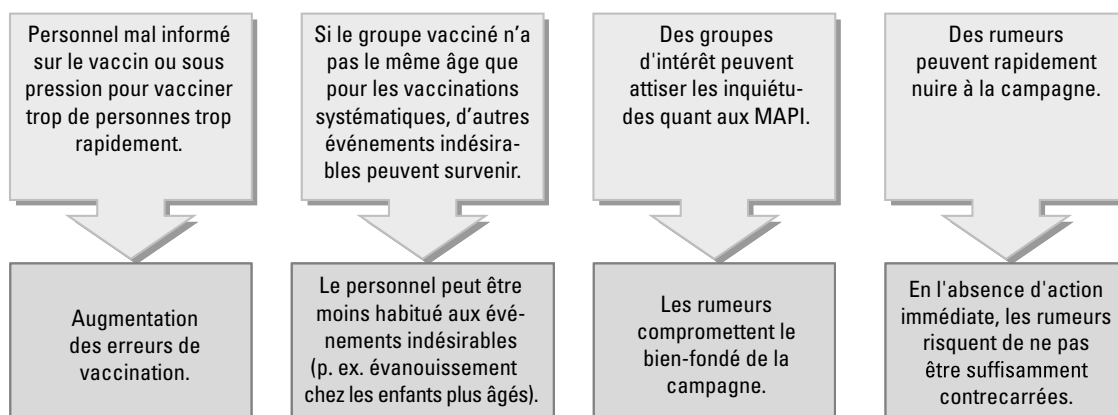 Personnel mal informé
sur le vaccin ou sous
pression pour vacciner
trop de personnes trop
rapidement.
Augmentation
des erreurs de
vaccination.
Si le groupe vacciné n'a
pas le même âge que
pour les vaccinations
systématiques, d'autres
événements indésira-
bles peuvent survenir.
Le personnel peut être
moins habitué aux évé-
nements indésirables
(p. ex. évanouissement
chez les enfants plus âgés).
Des groupes
d'intérêt peuvent
attiser les inquiétu-
des quant aux MAPI.
Les rumeurs
compromettent le
bien-fondé de la
campagne.
Des rumeurs
peuvent rapidement
nuire à la campagne.
En l'absence d'action
immédiate, les rumeurs
risquent de ne pas
être suffisamment
contrecarrées.